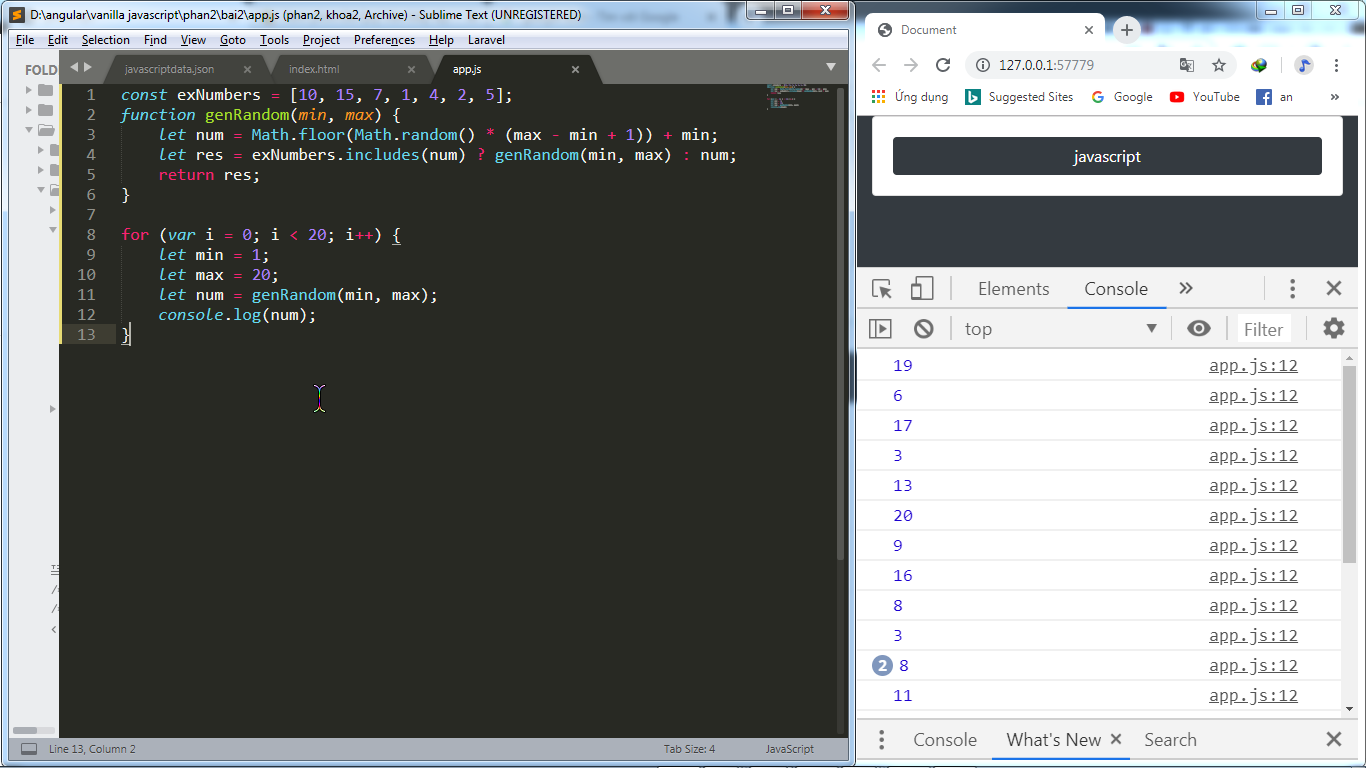 D:\angular\vanilla javascript\phan2\bai2\app.js (phan2, khoa2, Archive) - Sublime Text (UNREGISTERED)
File Edit Selection Find View Goto Tools Project Preferences Help Laravel
FOLD
javascriptdata.json × index.html × app.js ×
1 const exNumbers = [10, 15, 7, 1, 4, 2, 5];
2 function genRandom(min, max) {
3 let num = Math.floor(Math.random() * (max - min + 1)) + min;
4 let res = exNumbers.includes(num) ? genRandom(min, max) : num;
5 return res;
6 }
7
8 for (var i = 0; i < 20; i++) {
9 let min = 1;
10 let max = 20;
11 let num = genRandom(min, max);
12 console.log(num);
13 }
Line 13, Column 2 Tab Size: 4 JavaScript
Document ×
127.0.0.1:57779
Ứng dụng Suggested Sites Google YouTube an »
javascript
Elements Console »
top Filter
19 app.js:12
6 app.js:12
17 app.js:12
3 app.js:12
13 app.js:12
20 app.js:12
9 app.js:12
16 app.js:12
8 app.js:12
3 app.js:12
2 8 app.js:12
11 app.js:12
Console What's New × Search